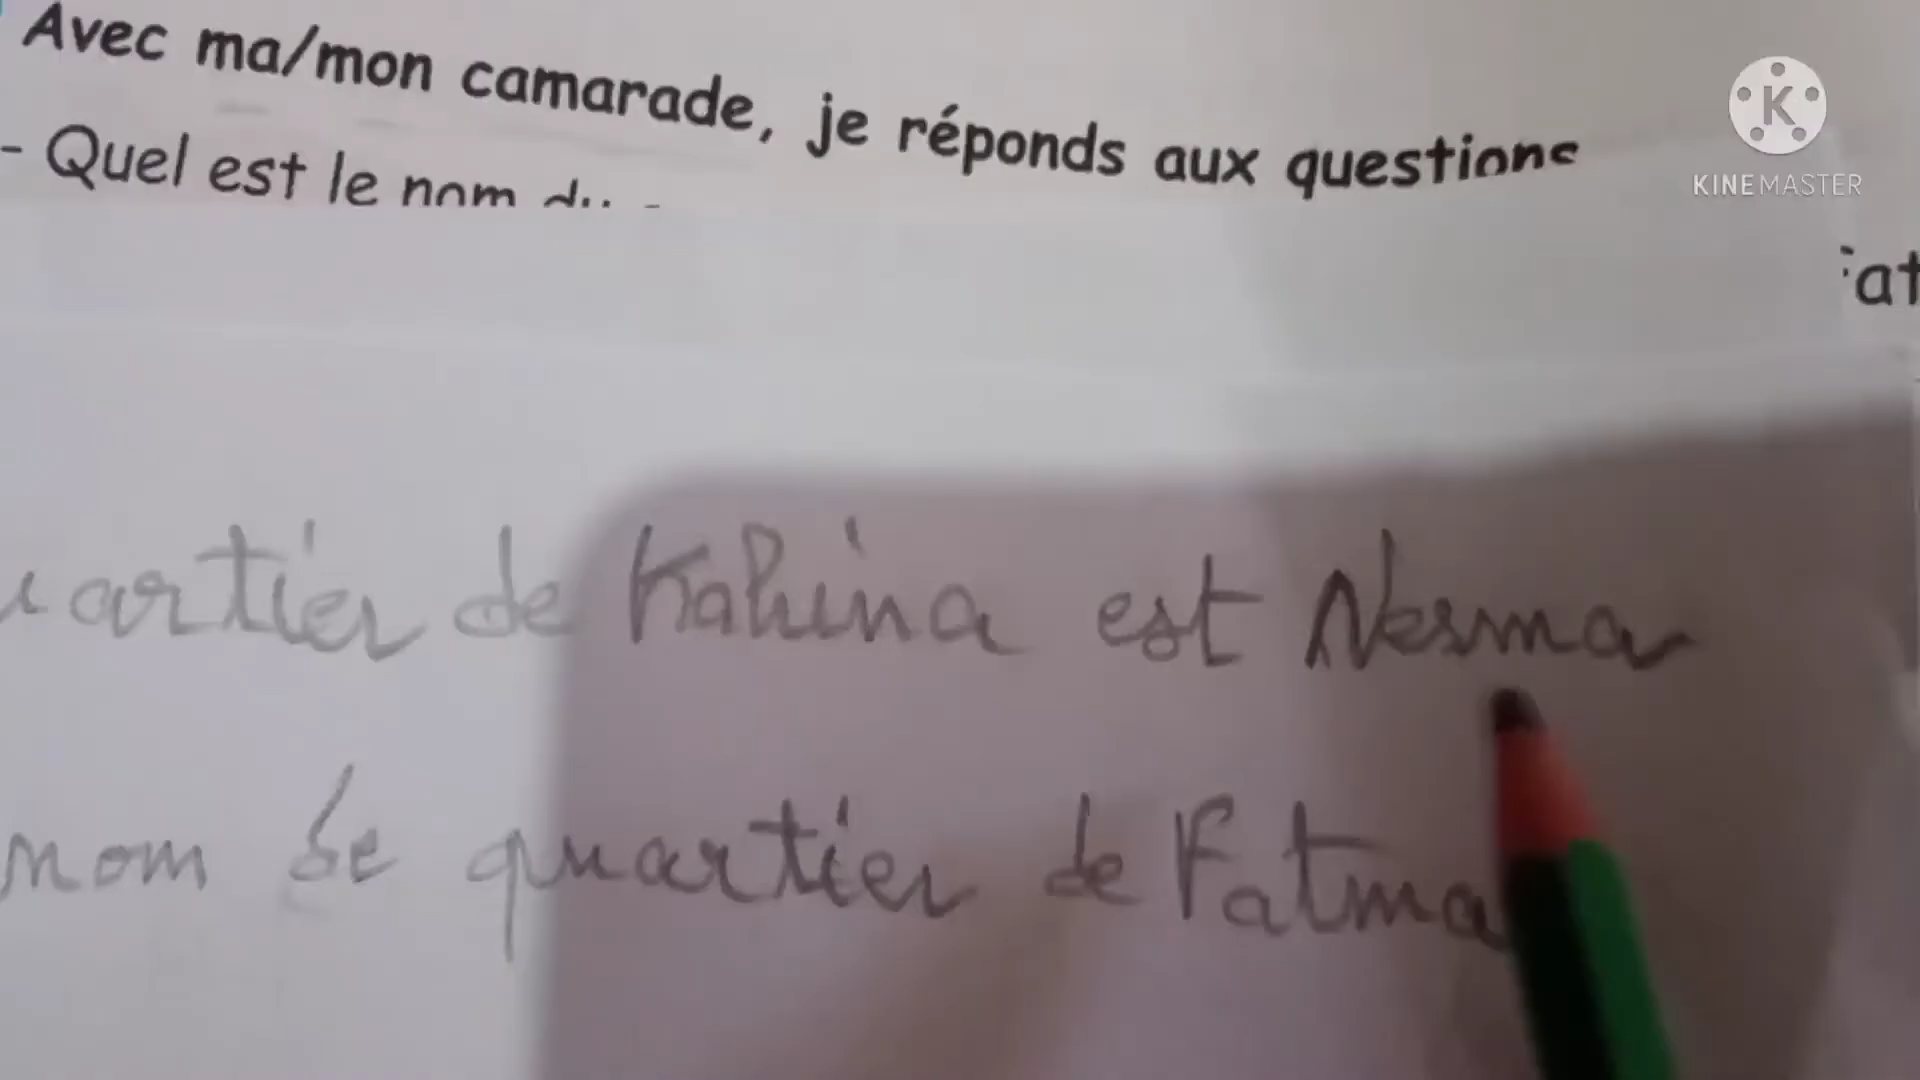 Avec ma/mon camarade, je réponds aux questions
- Quel est le nom du
KINEMASTER
artier de Kahina est Nesma
nom de quartier de Fatma